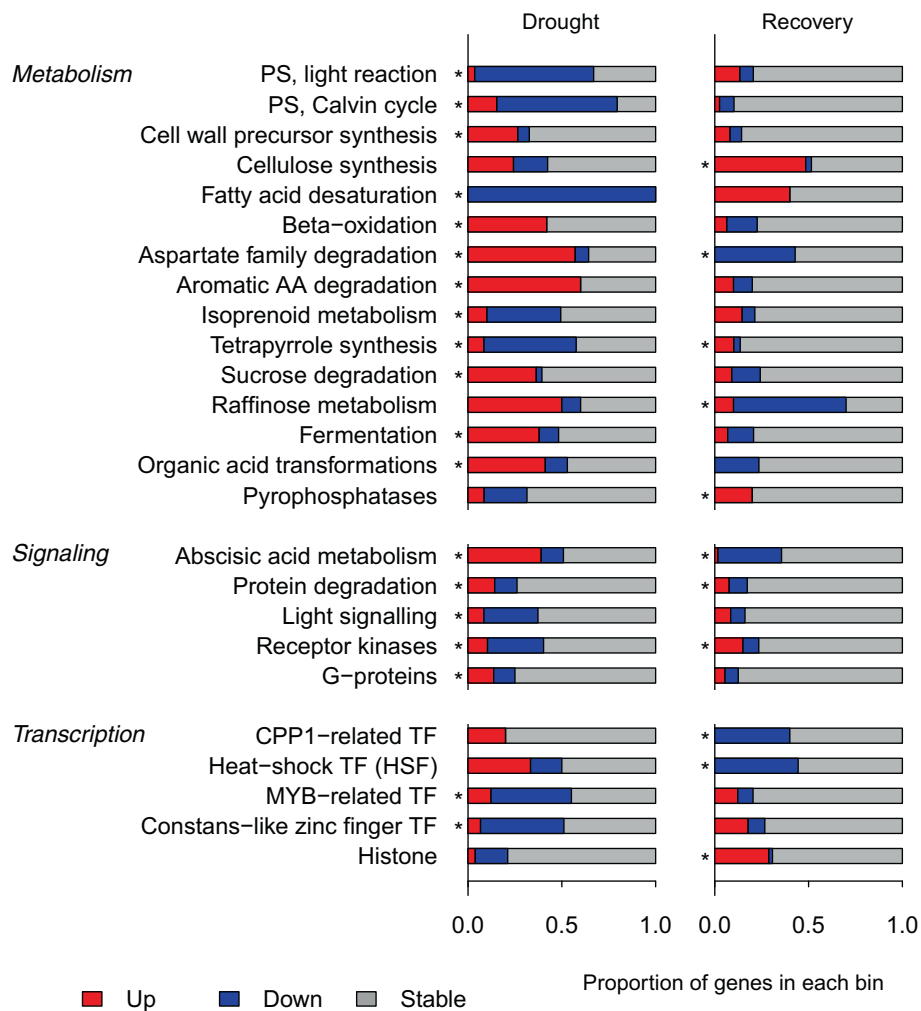 Drought Recovery
Metabolism PS, light reaction * 
PS, Calvin cycle *
Cell wall precursor synthesis *
Cellulose synthesis *
Fatty acid desaturation *
Beta−oxidation *
Aspartate family degradation * *
Aromatic AA degradation *
Isoprenoid metabolism *
Tetrapyrrole synthesis * *
Sucrose degradation *
Raffinose metabolism *
Fermentation *
Organic acid transformations *
Pyrophosphatases *
Signaling Abscisic acid metabolism * *
Protein degradation * *
Light signalling *
Receptor kinases * *
G−proteins *
Transcription CPP1−related TF *
Heat−shock TF (HSF) *
MYB−related TF *
Constans−like zinc finger TF *
Histone *
0.0 0.5 1.0 0.0 0.5 1.0
Proportion of genes in each bin
Up Down Stable